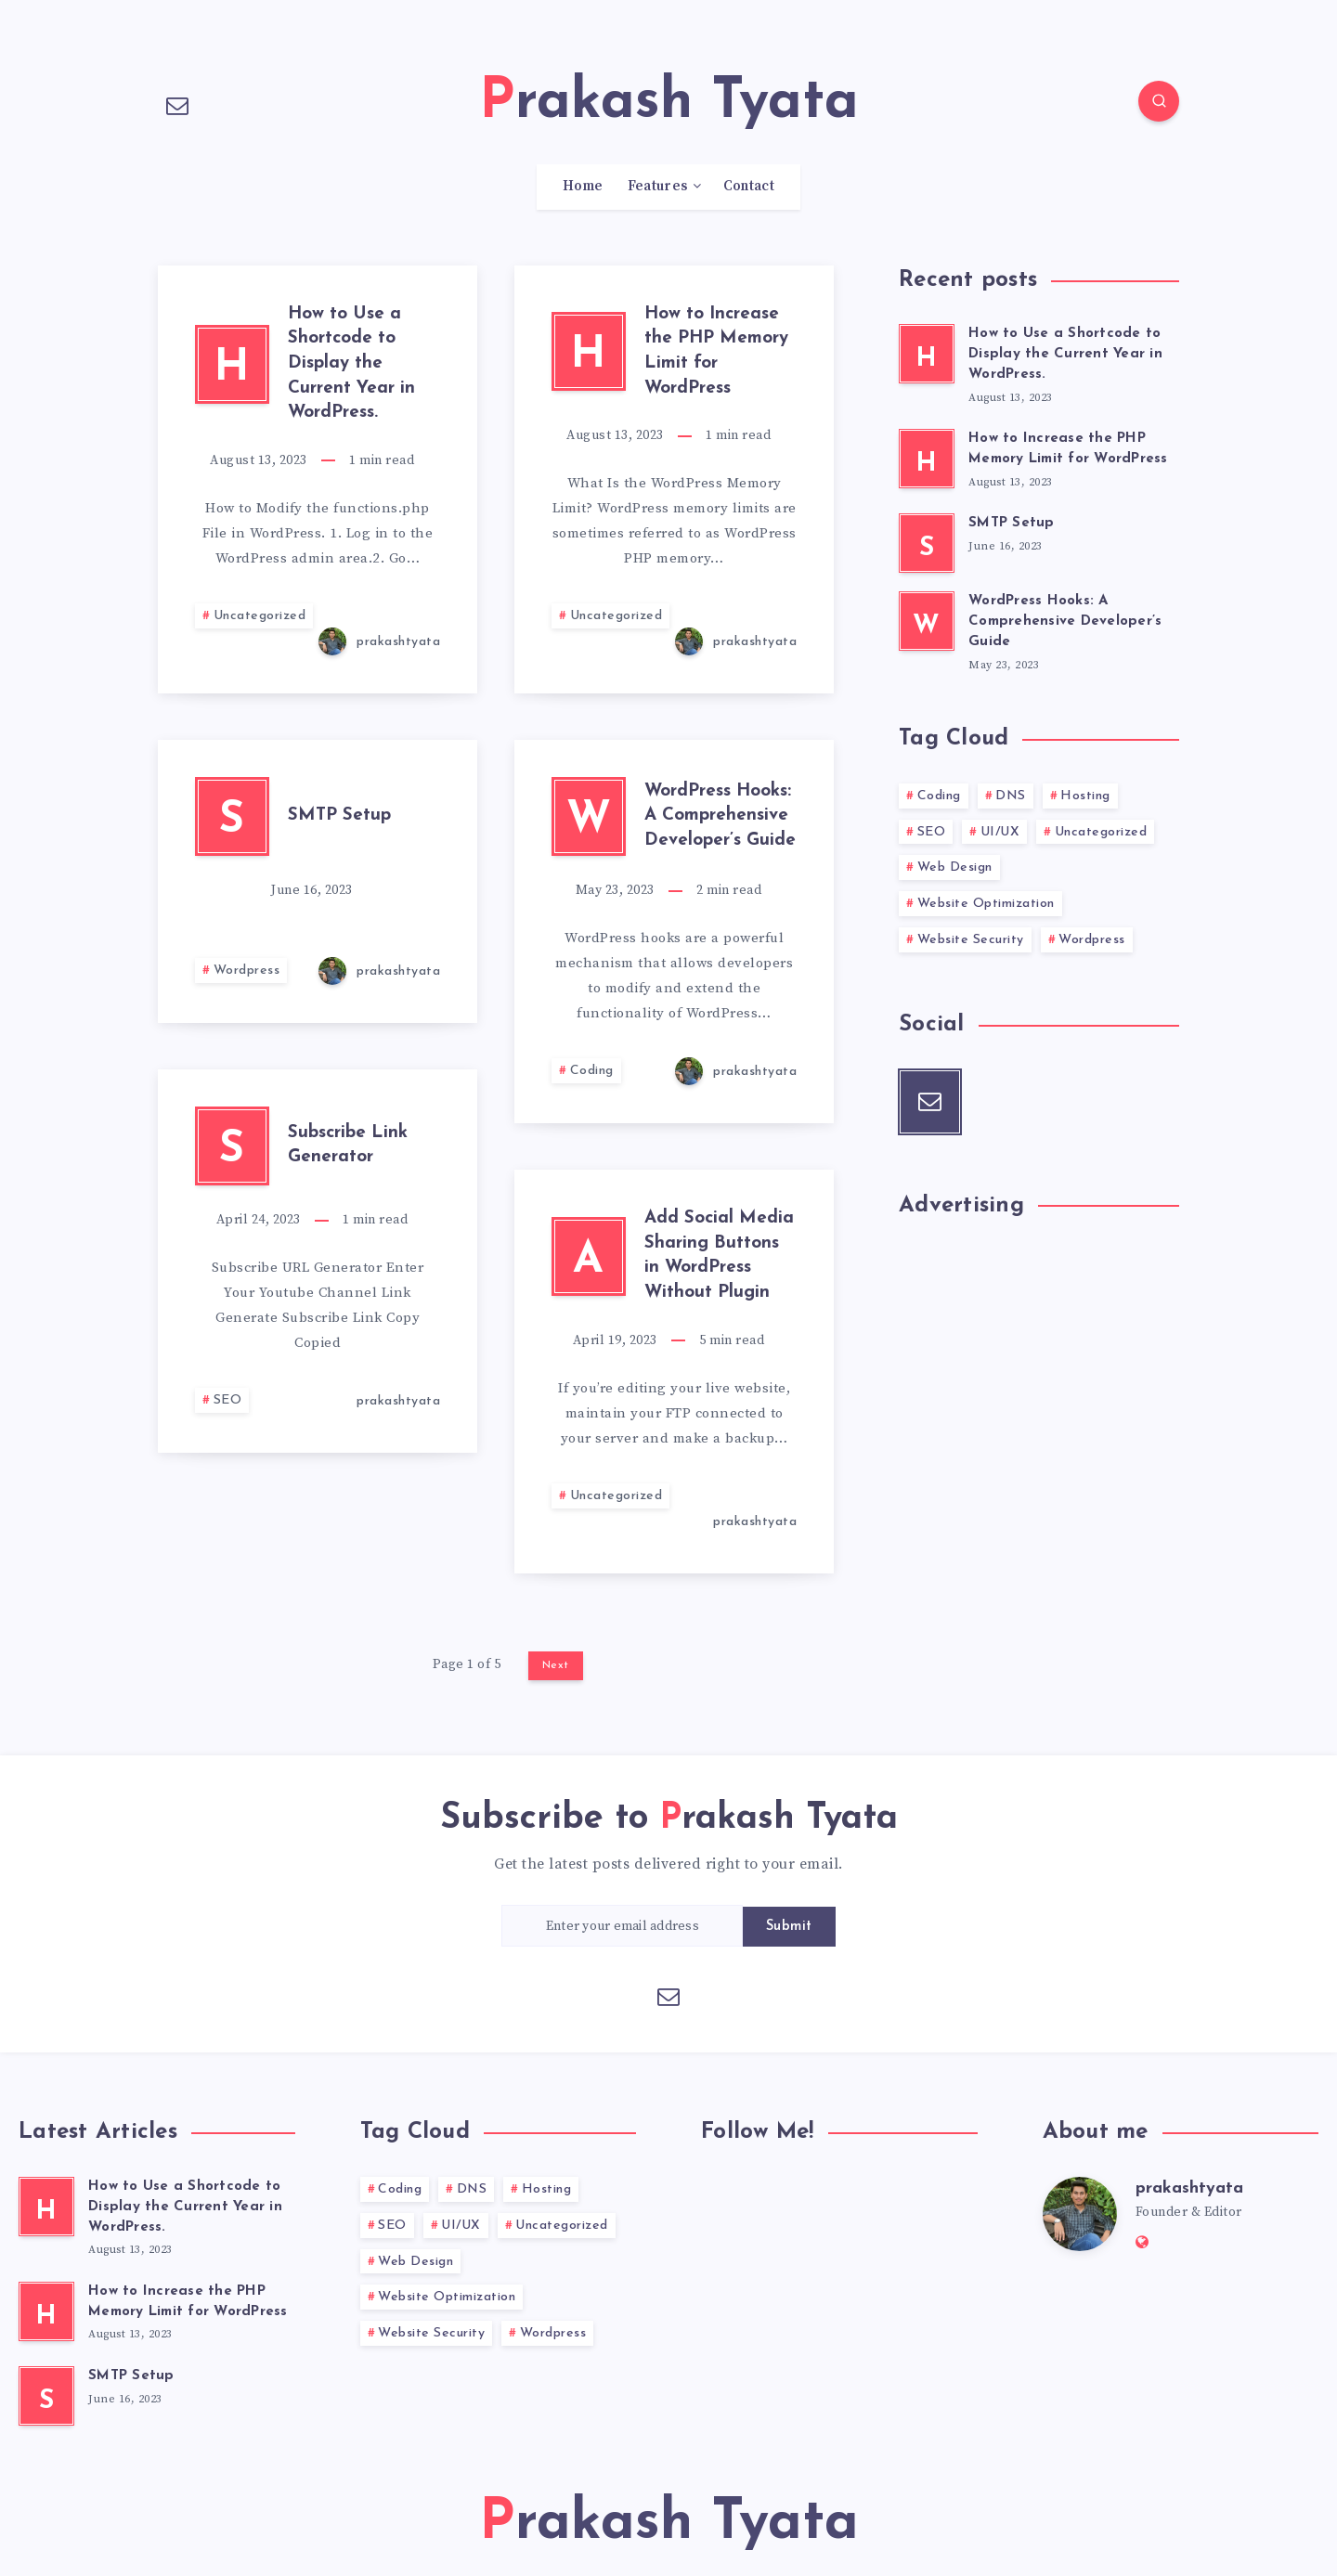 Prakash Tyata
Home Features Contact
H
How to Use a
Shortcode to
Display the
Current Year in
WordPress.
August 13, 2023 1 min read
How to Modify the functions.php
File in WordPress. 1. Log in to the
WordPress admin area.2. Go…
# Uncategorized
prakashtyata
H
How to Increase
the PHP Memory
Limit for
WordPress
August 13, 2023 1 min read
What Is the WordPress Memory
Limit? WordPress memory limits are
sometimes referred to as WordPress
PHP memory…
# Uncategorized
prakashtyata
S
SMTP Setup
June 16, 2023
# Wordpress prakashtyata
W
WordPress Hooks:
A Comprehensive
Developer’s Guide
May 23, 2023 2 min read
WordPress hooks are a powerful
mechanism that allows developers
to modify and extend the
functionality of WordPress…
# Coding prakashtyata
S
Subscribe Link
Generator
April 24, 2023 1 min read
Subscribe URL Generator Enter
Your Youtube Channel Link
Generate Subscribe Link Copy
Copied
# SEO prakashtyata
A
Add Social Media
Sharing Buttons
in WordPress
Without Plugin
April 19, 2023 5 min read
If you’re editing your live website,
maintain your FTP connected to
your server and make a backup…
# Uncategorized
prakashtyata
Page 1 of 5 Next
Recent posts
H
How to Use a Shortcode to
Display the Current Year in
WordPress.
August 13, 2023
H
How to Increase the PHP
Memory Limit for WordPress
August 13, 2023
S
SMTP Setup
June 16, 2023
W
WordPress Hooks: A
Comprehensive Developer’s
Guide
May 23, 2023
Tag Cloud
# Coding # DNS # Hosting
# SEO # UI/UX # Uncategorized
# Web Design
# Website Optimization
# Website Security # Wordpress
Social
Advertising
Subscribe to Prakash Tyata
Get the latest posts delivered right to your email.
Enter your email address Submit
Latest Articles
H
How to Use a Shortcode to
Display the Current Year in
WordPress.
August 13, 2023
H
How to Increase the PHP
Memory Limit for WordPress
August 13, 2023
S
SMTP Setup
June 16, 2023
Tag Cloud
# Coding # DNS # Hosting
# SEO # UI/UX # Uncategorized
# Web Design
# Website Optimization
# Website Security # Wordpress
Follow Me!
About me
prakashtyata
Founder & Editor
Prakash Tyata